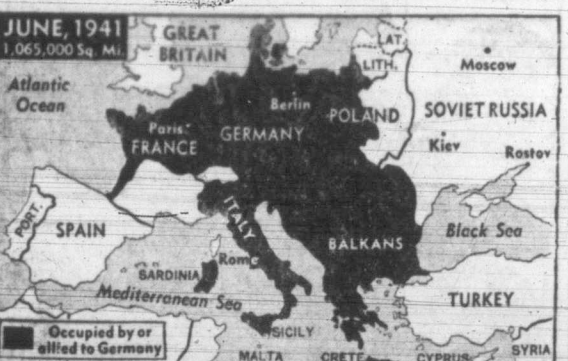 JUNE, 1941
1,065,000 Sq. Mi.
GREAT
BRITAIN
LAT.
LITH.
Moscow
Atlantic
Ocean
Berlin
POLAND
SOVIET RUSSIA
Paris
GERMANY
FRANCE
Kiev
Rostov
PORT.
SPAIN
ITALY
Black Sea
BALKANS
Rome
SARDINIA
Mediterranean Sea
TURKEY
Occupied by or
allied to Germany
SICILY
MALTA
CRETE
CYPRUS
SYRIA